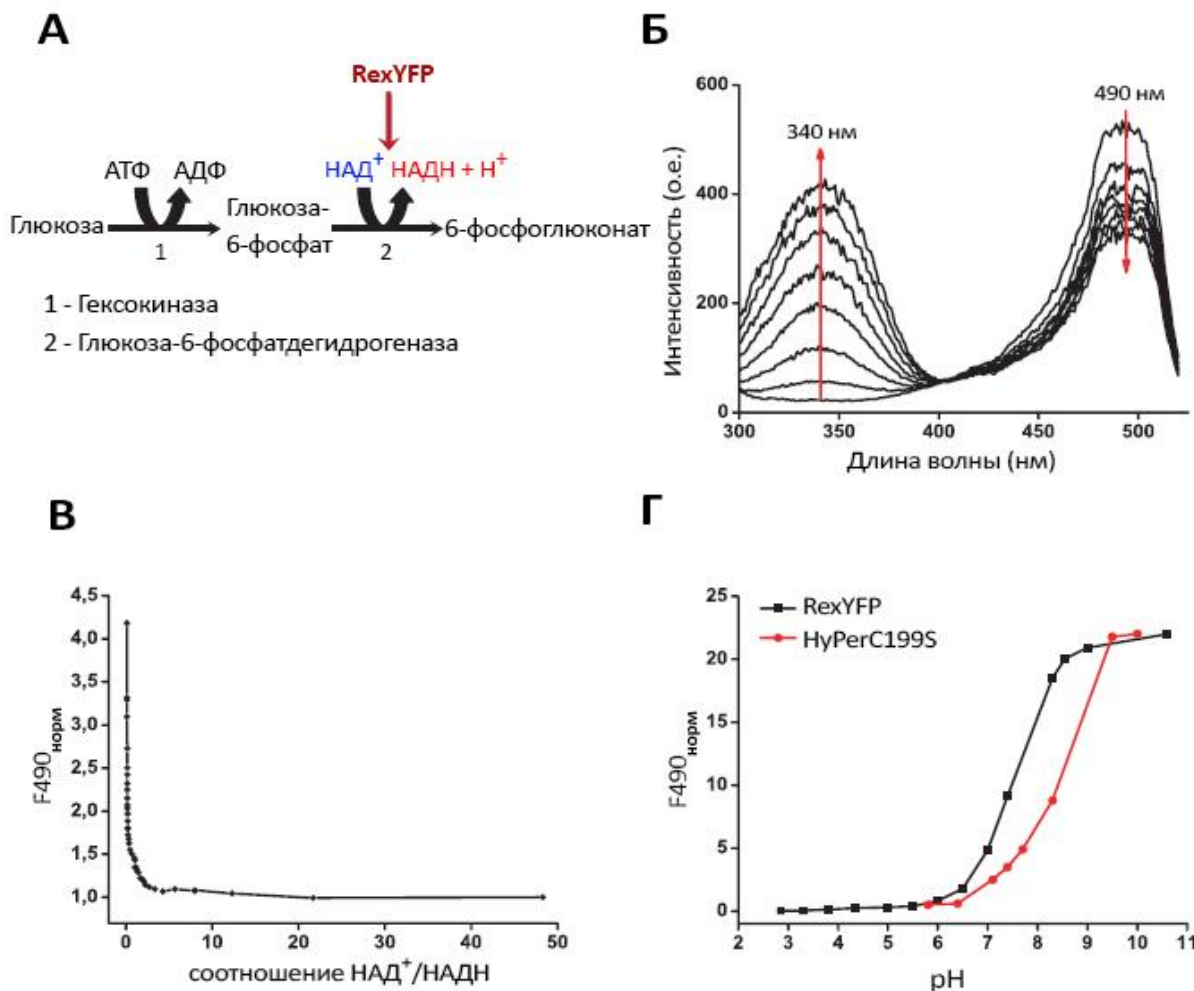 А
RexYFP
АТФ АДФ
НАД⁺ НАДН + Н⁺
Глюкоза
1
Глюкоза-
6-фосфат
2
6-фосфоглюконат
1 - Гексокиназа
2 - Глюкоза-6-фосфатдегидрогеназа
Б
Интенсивность (о.е.)
600
400
200
0
340 нм
490 нм
300 350 400 450 500
Длина волны (нм)
В
F490норм
4,5
4,0
3,5
3,0
2,5
2,0
1,5
1,0
0 10 20 30 40 50
соотношение НАД⁺/НАДН
Г
F490норм
25
20
15
10
5
0
RexYFP
HyPerC199S
2 3 4 5 6 7 8 9 10 11
pH